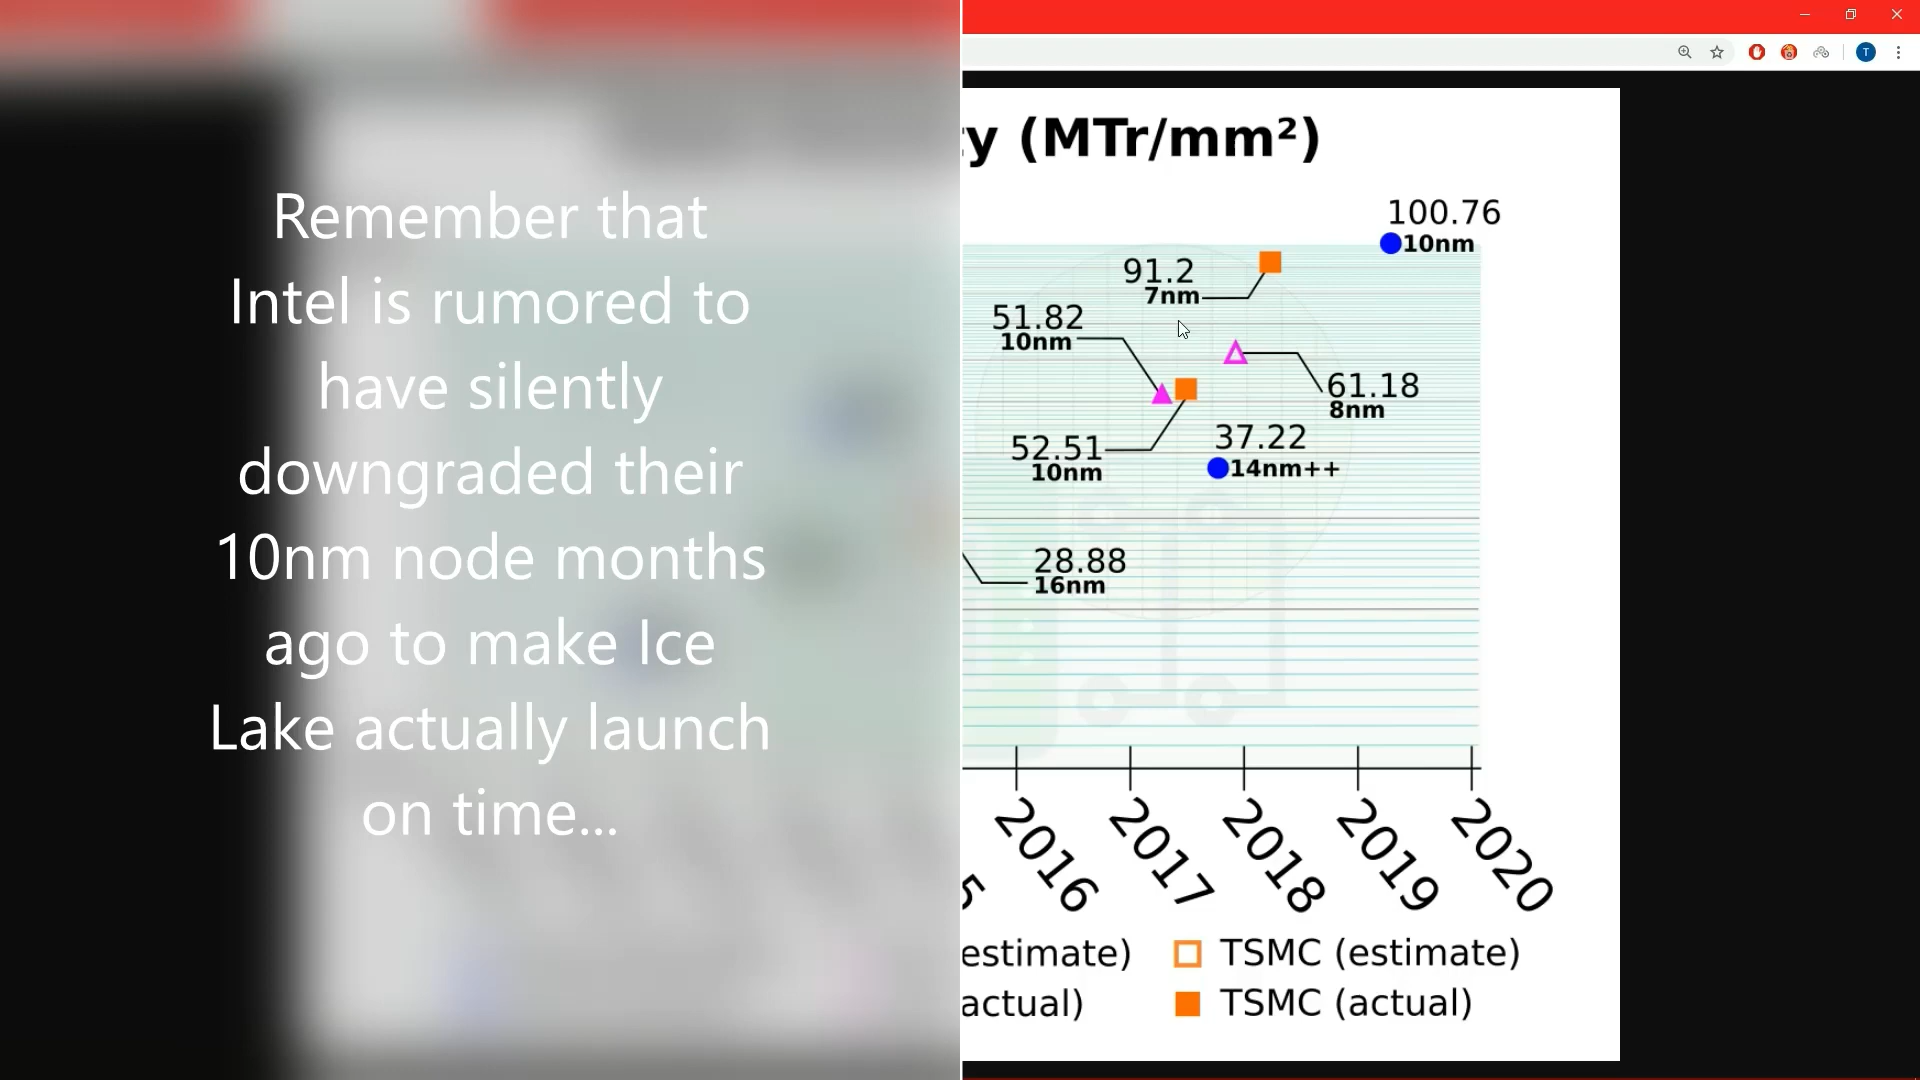 Remember that
Intel is rumored to
have silently
downgraded their
10nm node months
ago to make Ice
Lake actually launch
on time...
T
y (MTr/mm²)
100.76
10nm
91.2
7nm
51.82
10nm
61.18
8nm
52.51
10nm
37.22
14nm++
28.88
16nm
5
2016
2017
2018
2019
2020
estimate)
TSMC (estimate)
actual)
TSMC (actual)